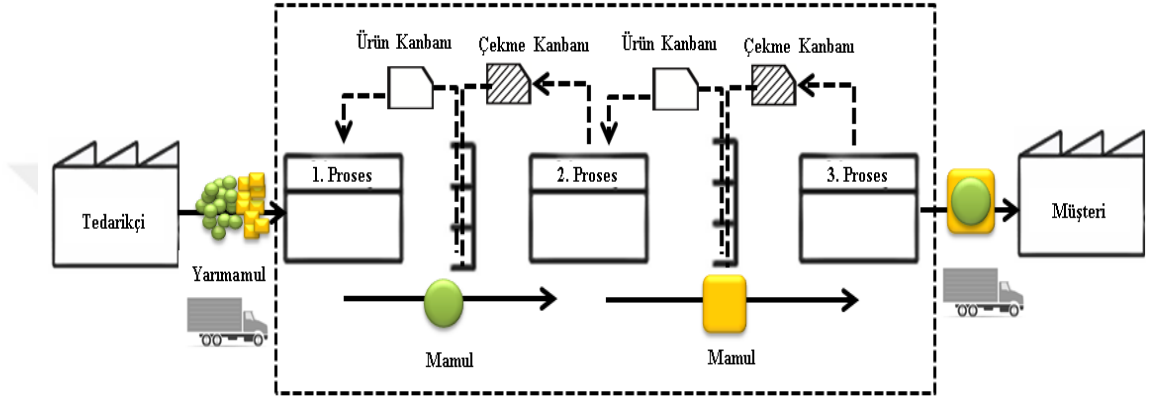 Ürün Kanbanı
Çekme Kanbanı
Ürün Kanbanı
Çekme Kanbanı
Tedarikçi
1. Proses
2. Proses
3. Proses
Müşteri
Yarımamul
Mamul
Mamul